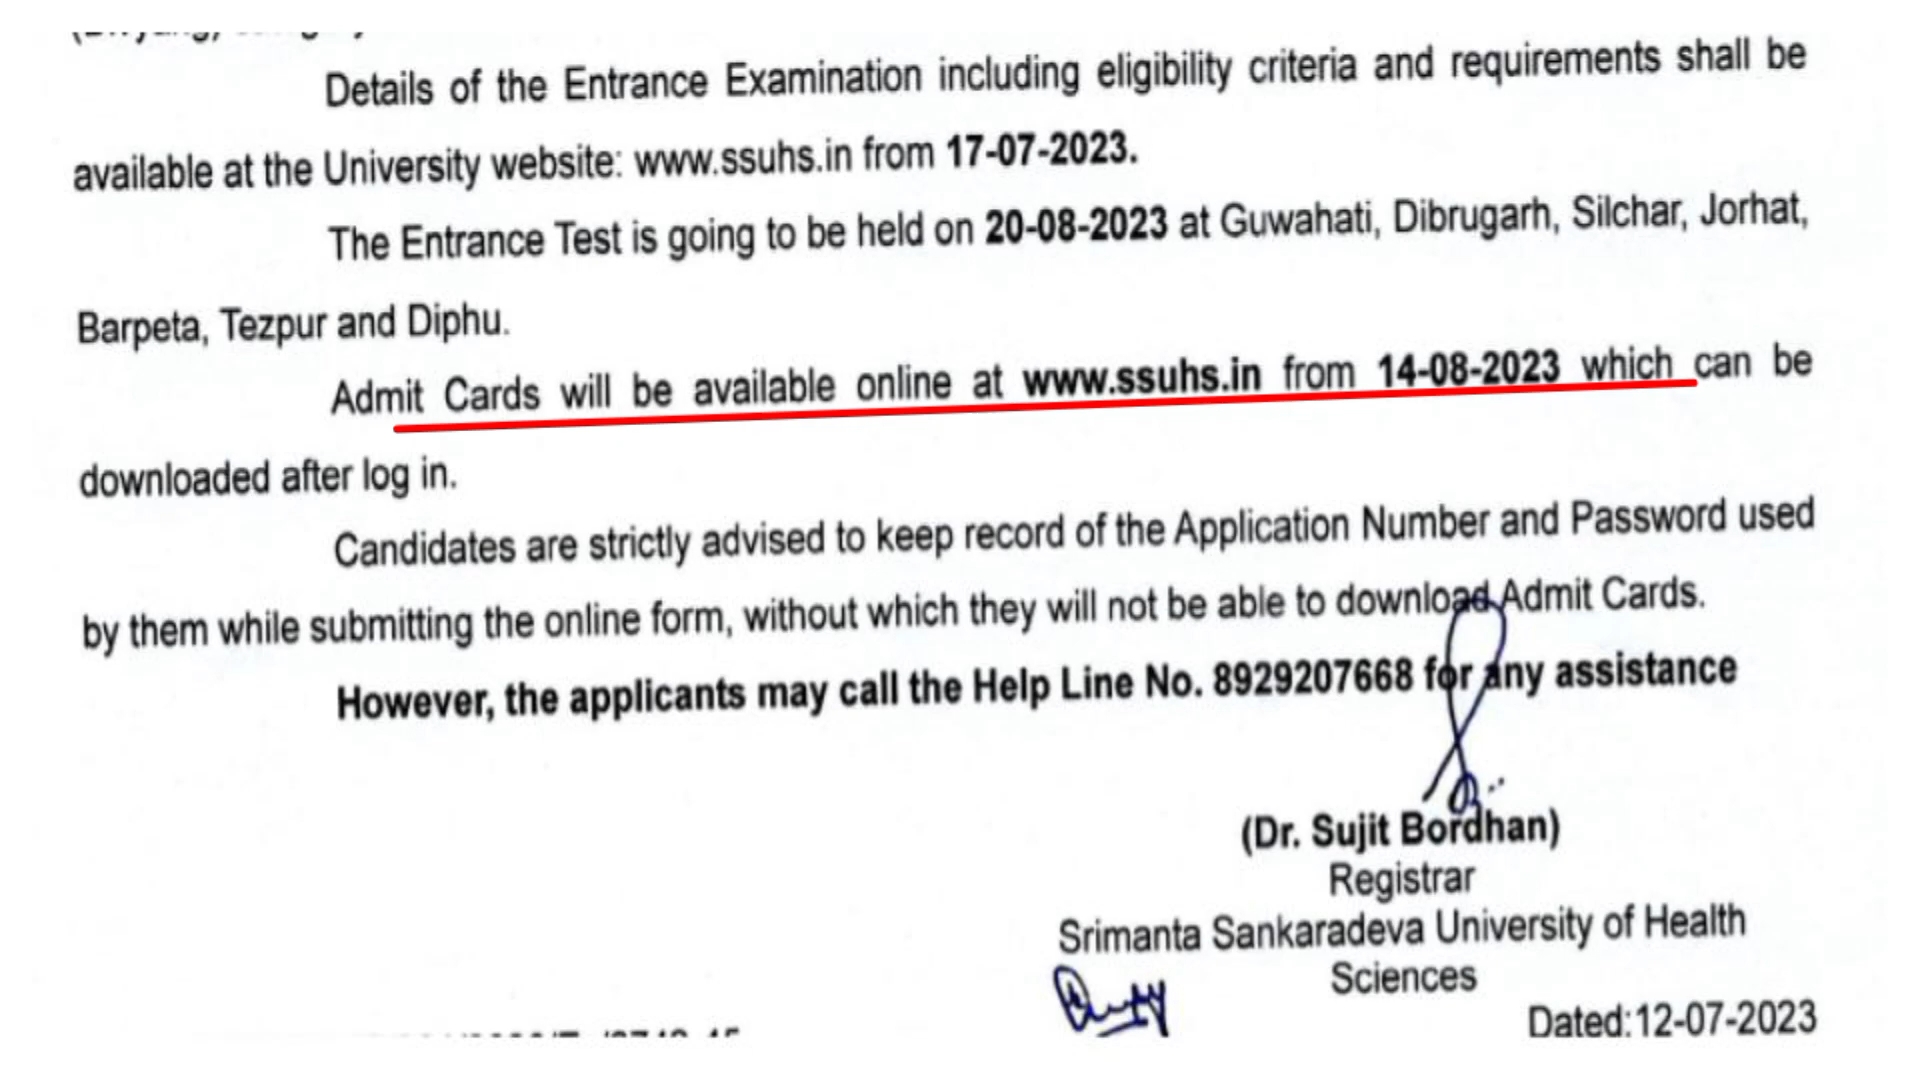 Details of the Entrance Examination including eligibility criteria and requirements shall be
available at the University website: www.ssuhs.in from 17-07-2023.
The Entrance Test is going to be held on 20-08-2023 at Guwahati, Dibrugarh, Silchar, Jorhat,
Barpeta, Tezpur and Diphu.
Admit Cards will be available online at www.ssuhs.in from 14-08-2023 which can be
downloaded after log in.
Candidates are strictly advised to keep record of the Application Number and Password used
by them while submitting the online form, without which they will not be able to download Admit Cards.
However, the applicants may call the Help Line No. 8929207668 for any assistance
(Dr. Sujit Bordhan)
Registrar
Srimanta Sankaradeva University of Health
Sciences
Dated:12-07-2023